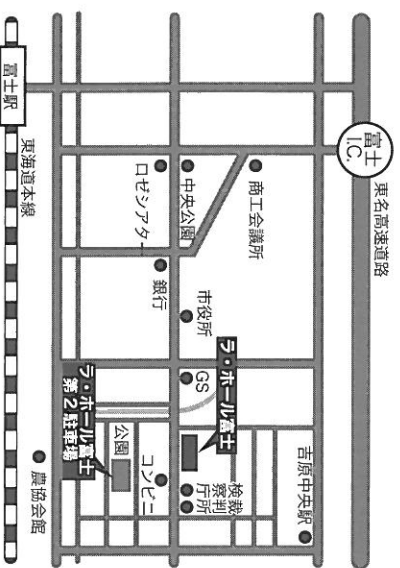 富士
I.C.
東名高速道路
富士駅
東海道本線
商工会議所
中央公園
ロゼシアター
銀行
市役所
ラ・ホール富士
GS
吉原中央駅
裁判所
検察庁
コンビニ
公園
ラ・ホール富士
第2駐車場
農協会館